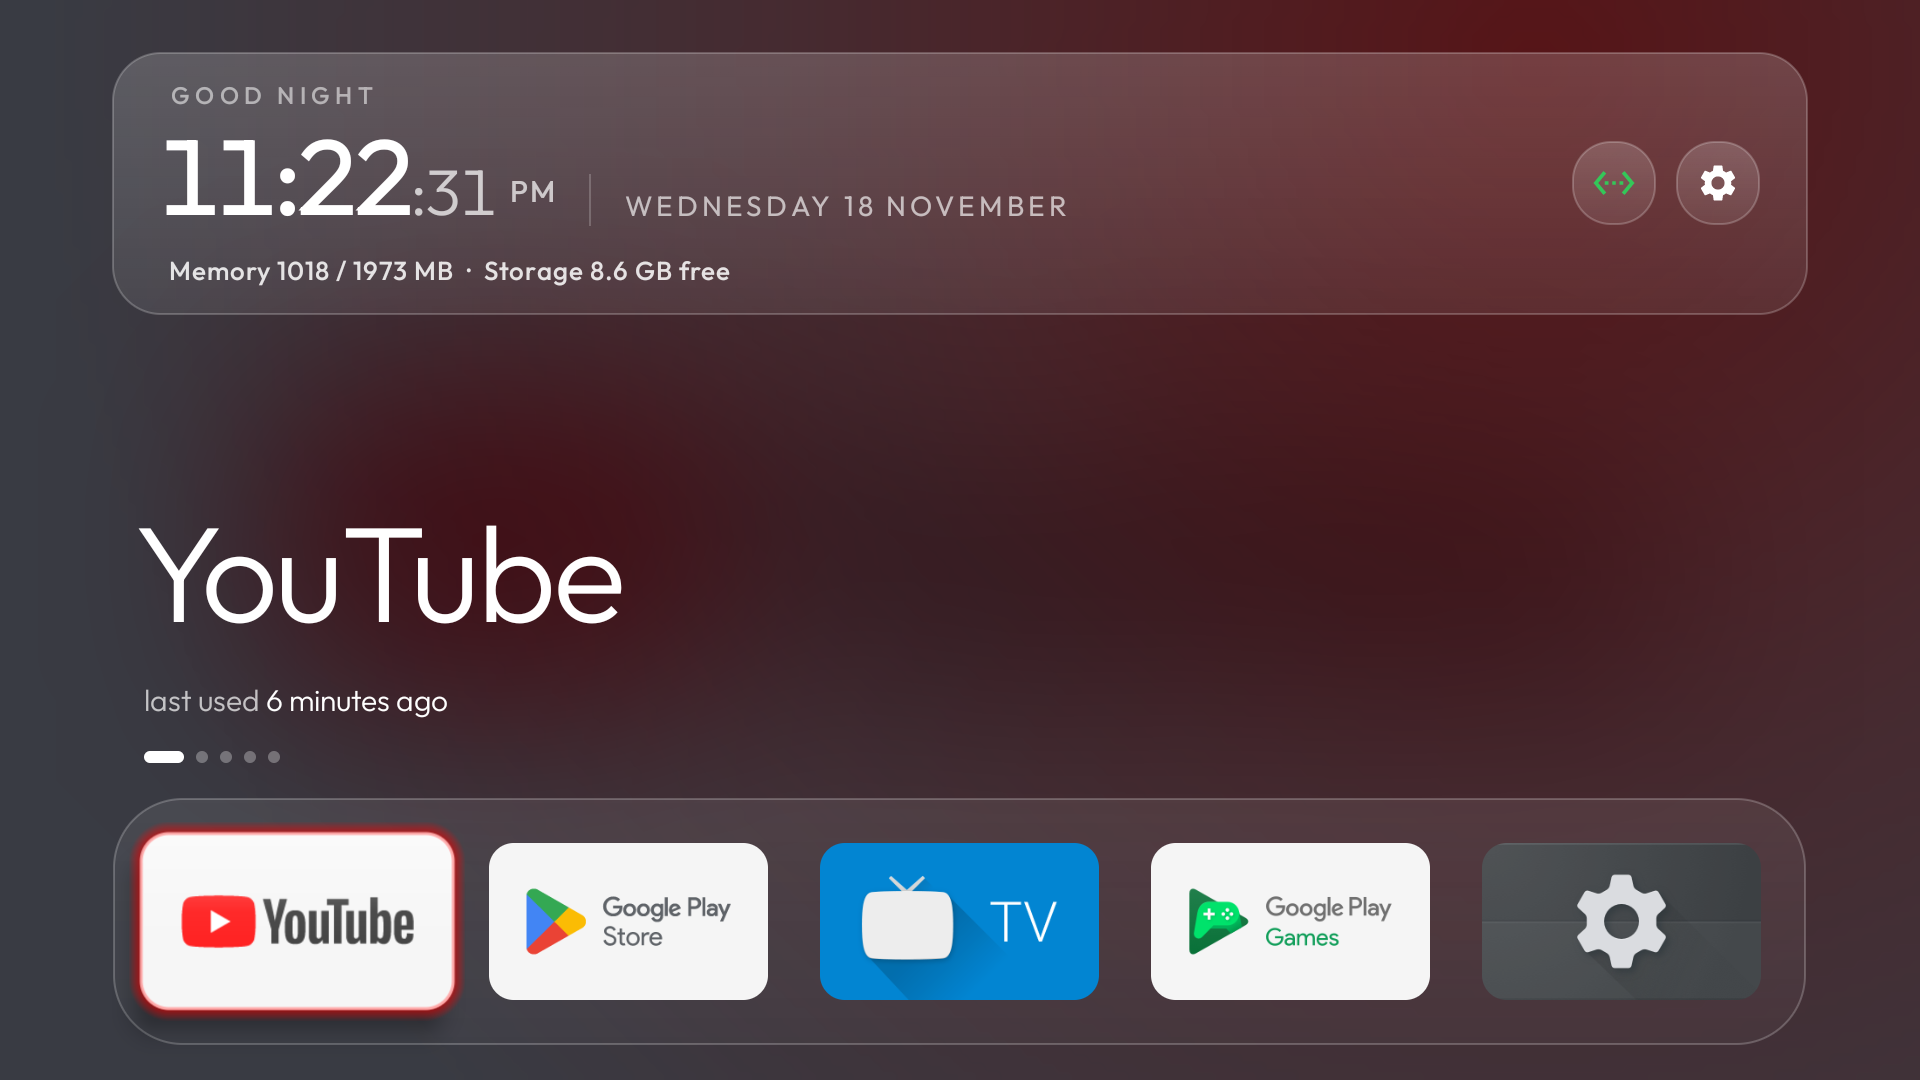 GOOD NIGHT
11:22:31 PM
WEDNESDAY 18 NOVEMBER
Memory 1018 / 1973 MB · Storage 8.6 GB free
YouTube
last used 6 minutes ago
YouTube
Google Play
Store
TV
Google Play
Games